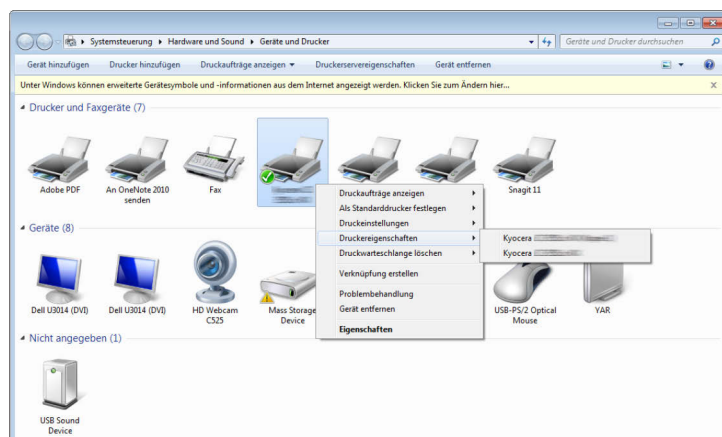 Systemsteuerung ▸ Hardware und Sound ▸ Geräte und Drucker
Geräte und Drucker durchsuchen
Gerät hinzufügen Drucker hinzufügen Druckaufträge anzeigen Druckerservereigenschaften Gerät entfernen
Unter Windows können erweiterte Gerätesymbole und -informationen aus dem Internet angezeigt werden. Klicken Sie zum Ändern hier...
Drucker und Faxgeräte (7)
Adobe PDF
An OneNote 2010
senden
Fax
Snagit 11
Druckaufträge anzeigen
Als Standarddrucker festlegen
Druckeinstellungen
Druckereigenschaften
Druckwarteschlange löschen
Verknüpfung erstellen
Problembehandlung
Gerät entfernen
Eigenschaften
Kyocera
Kyocera
Geräte (8)
Dell U3014 (DVI)
Dell U3014 (DVI)
HD Webcam
C525
Mass Storage
Device
USB-PS/2 Optical
Mouse
YAR
Nicht angegeben (1)
USB Sound
Device